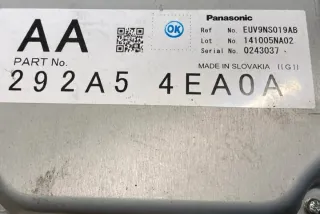 AA
OK
Panasonic
Ref No. EUV9NS019AB
Lot No. 141005NA02
Serial No. 0243037 -
PART No.
MADE IN SLOVAKIA ((G))
292A5 4EA0A